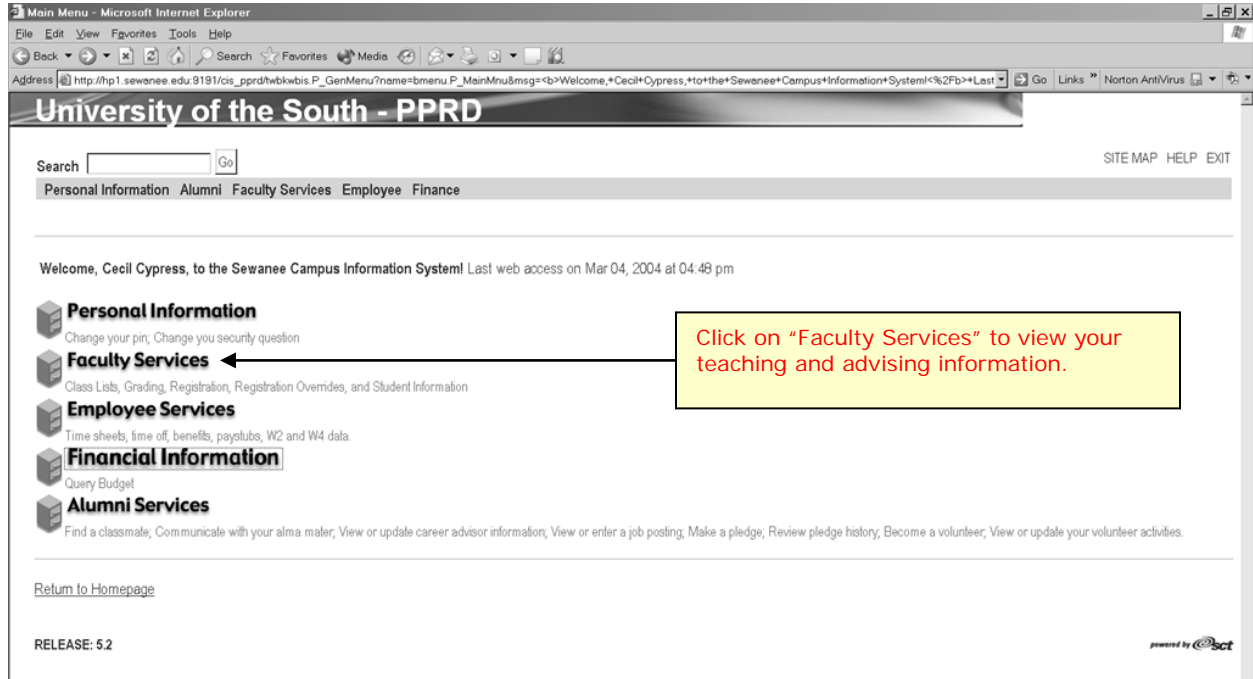 Main Menu - Microsoft Internet Explorer
File Edit View Favorites Tools Help
Back Search Favorites Media
Address http://hp1.sewanee.edu:9191/cis_pprd/twbkwbis.P_GenMenu?name=bmenu.P_MainMnu&msg=<b>Welcome,+Cecil+Cypress,+to+the+Sewanee+Campus+Information+System!<%2Fb>+Last Go Links » Norton AntiVirus
University of the South - PPRD
Search Go SITE MAP HELP EXIT
Personal Information Alumni Faculty Services Employee Finance
Welcome, Cecil Cypress, to the Sewanee Campus Information System! Last web access on Mar 04, 2004 at 04:48 pm
Personal Information
Change your pin; Change you security question
Click on “Faculty Services” to view your
teaching and advising information.
Faculty Services
Class Lists, Grading, Registration, Registration Overrides, and Student Information
Employee Services
Time sheets, time off, benefits, paystubs, W2 and W4 data.
Financial Information
Query Budget
Alumni Services
Find a classmate; Communicate with your alma mater; View or update career advisor information; View or enter a job posting; Make a pledge; Review pledge history; Become a volunteer; View or update your volunteer activities.
Return to Homepage
RELEASE: 5.2 powered by sct